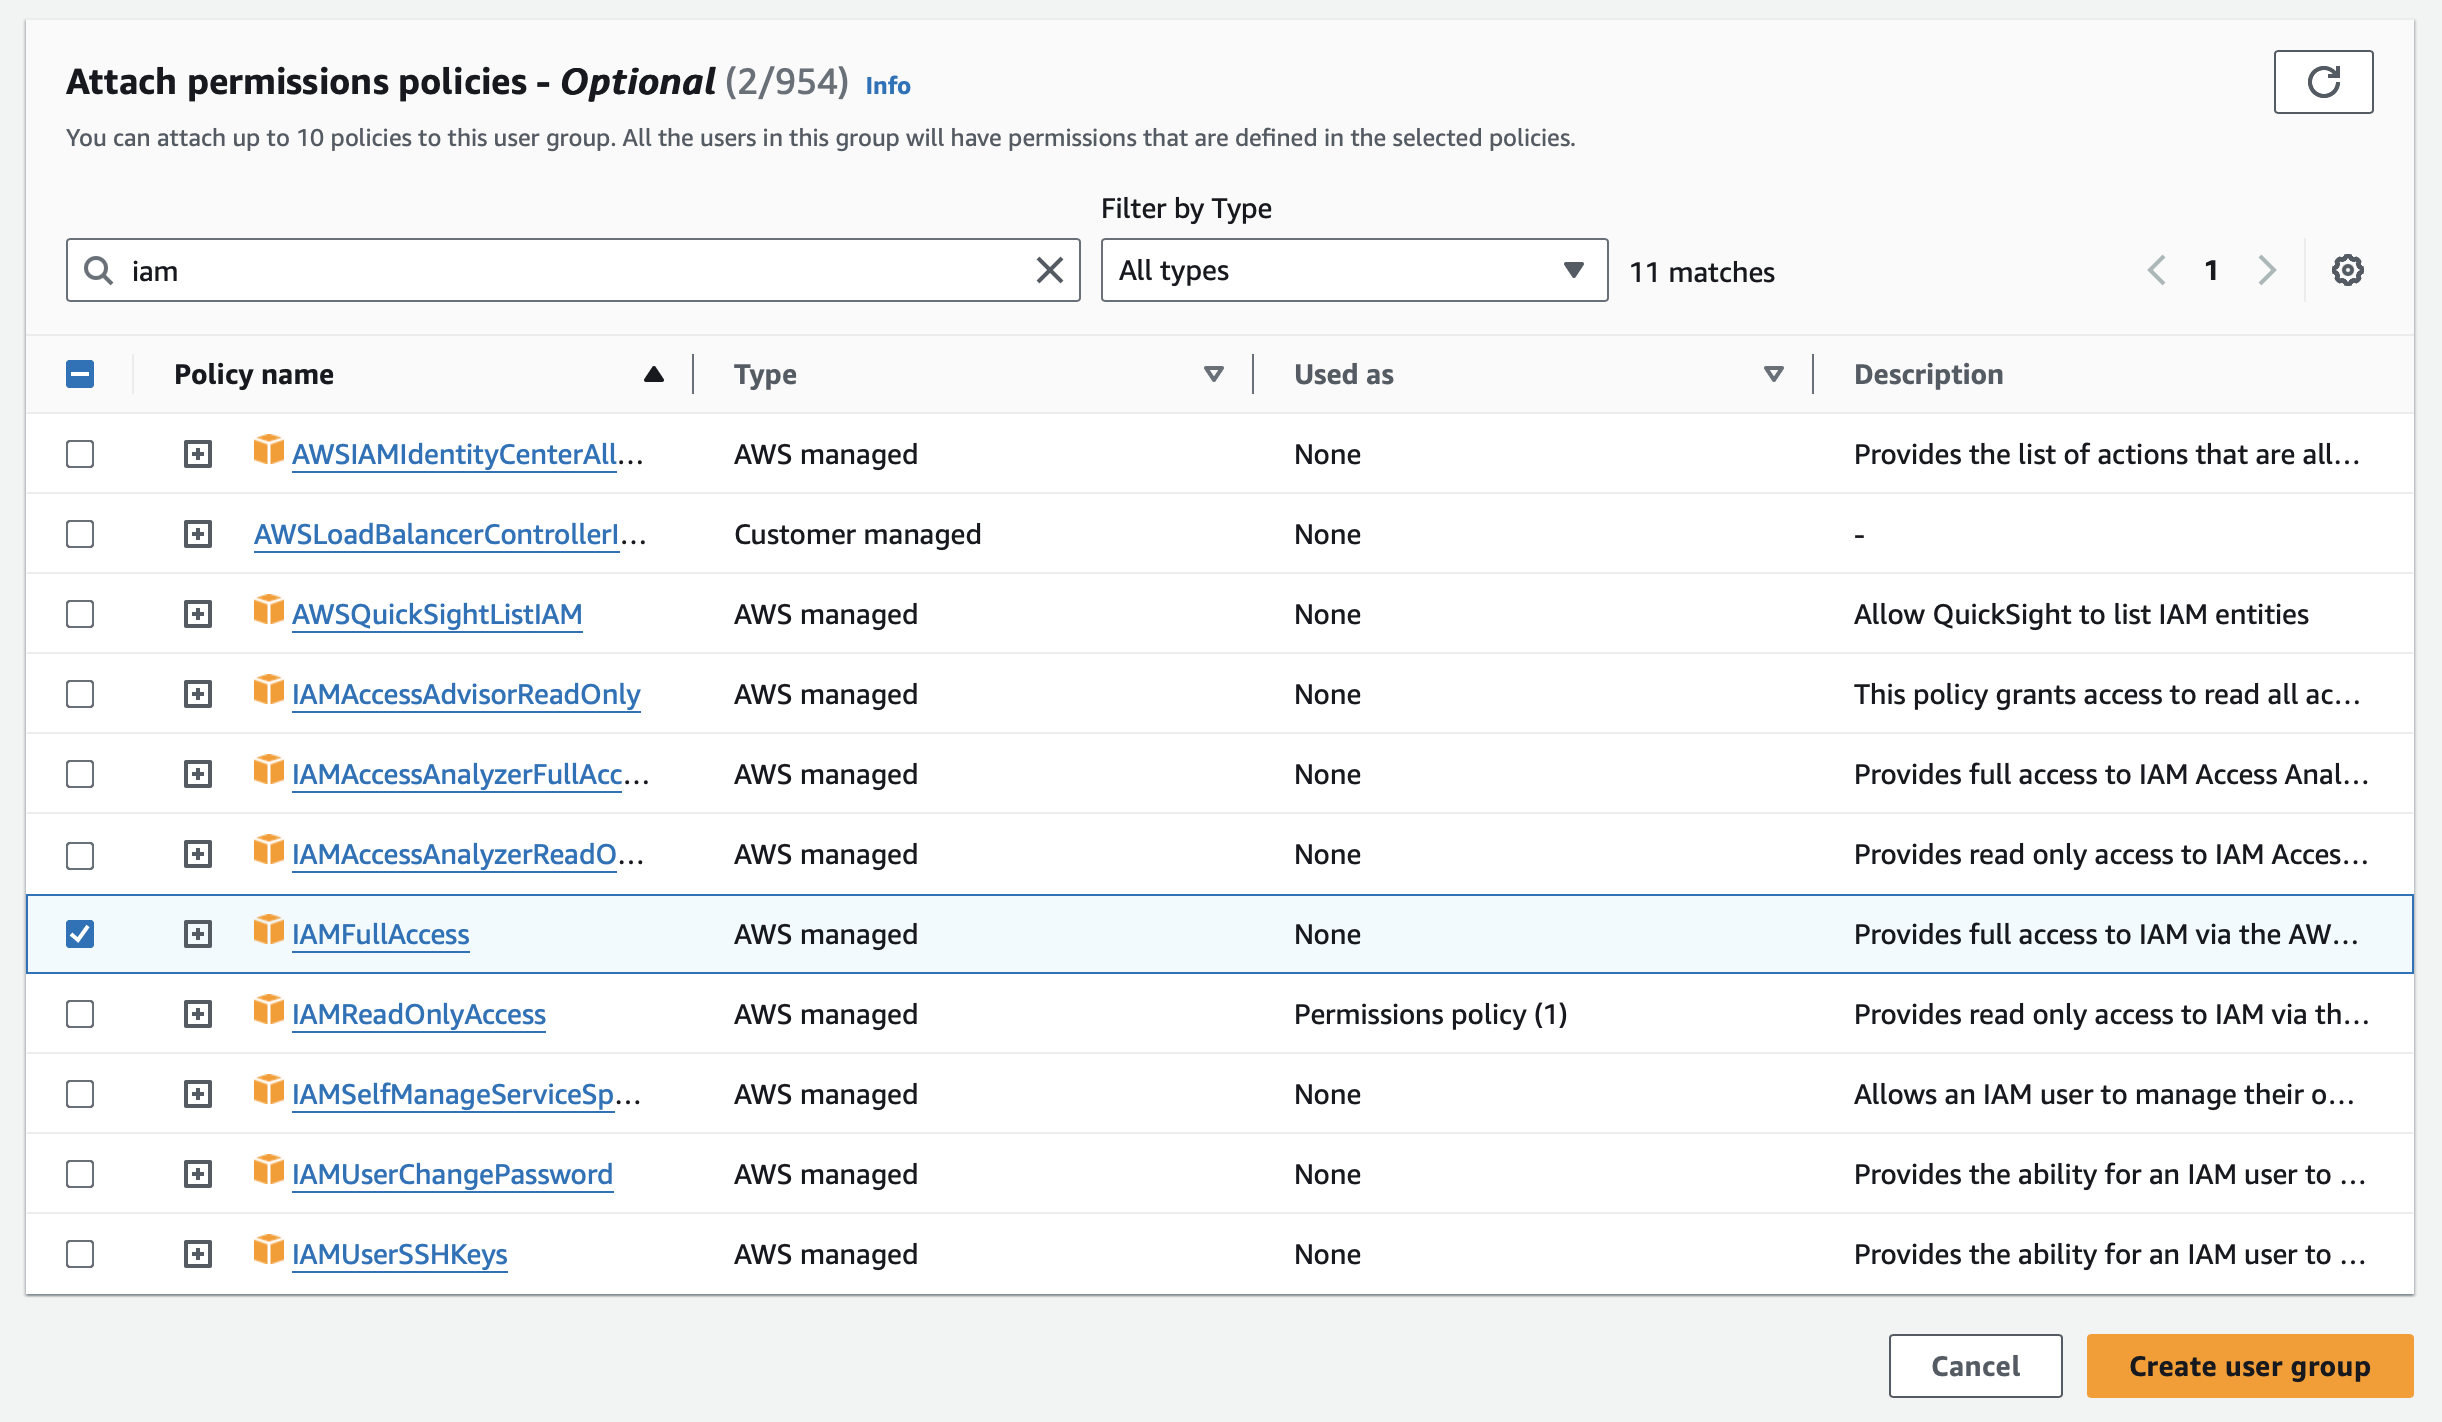 Attach permissions policies - Optional (2/954) Info
You can attach up to 10 policies to this user group. All the users in this group will have permissions that are defined in the selected policies.
Filter by Type
iam All types 11 matches 1
Policy name Type Used as Description
AWSIAMIdentityCenterAll... AWS managed None Provides the list of actions that are all...
AWSLoadBalancerControllerI... Customer managed None -
AWSQuickSightListIAM AWS managed None Allow QuickSight to list IAM entities
IAMAccessAdvisorReadOnly AWS managed None This policy grants access to read all ac...
IAMAccessAnalyzerFullAcc... AWS managed None Provides full access to IAM Access Anal...
IAMAccessAnalyzerReadO... AWS managed None Provides read only access to IAM Acces...
IAMFullAccess AWS managed None Provides full access to IAM via the AW...
IAMReadOnlyAccess AWS managed Permissions policy (1) Provides read only access to IAM via th...
IAMSelfManageServiceSp... AWS managed None Allows an IAM user to manage their o...
IAMUserChangePassword AWS managed None Provides the ability for an IAM user to ...
IAMUserSSHKeys AWS managed None Provides the ability for an IAM user to ...
Cancel Create user group